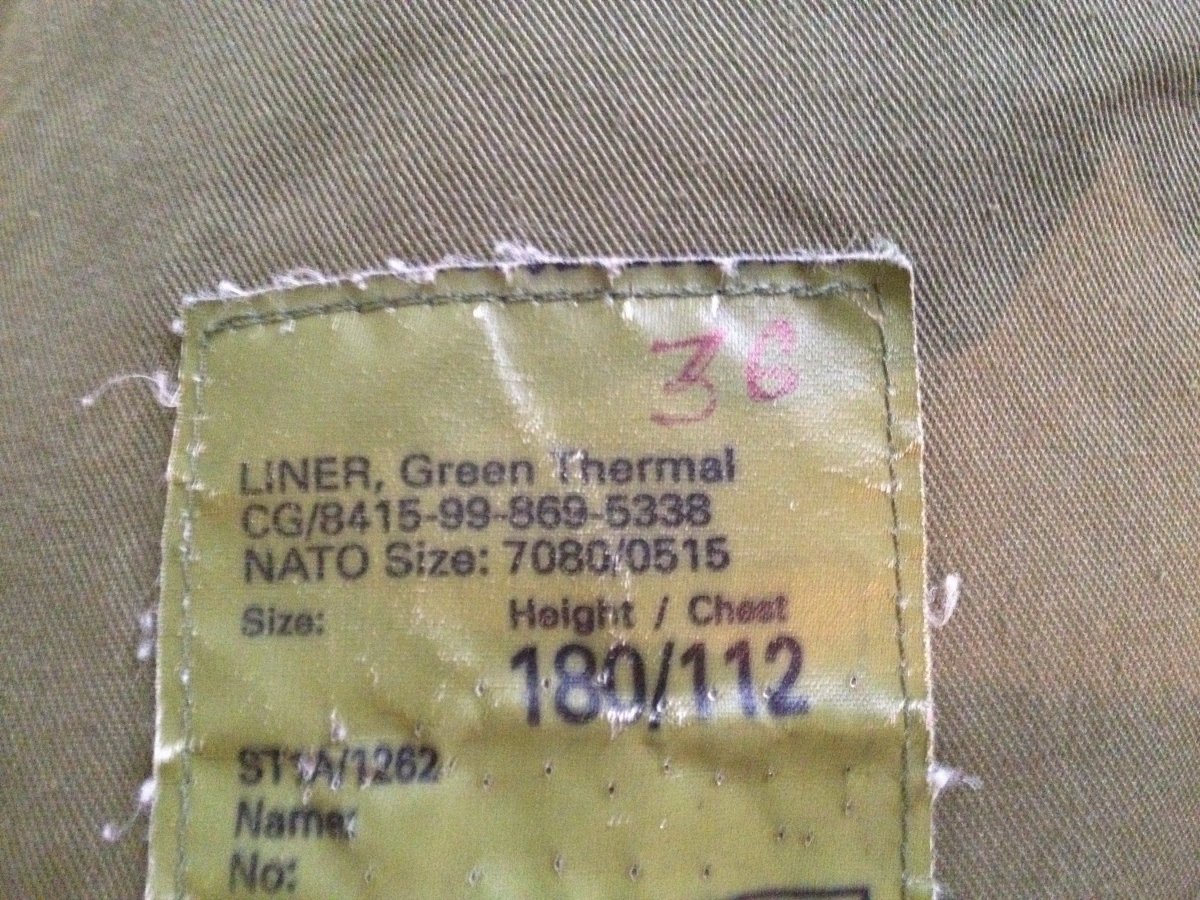 36
LINER, Green Thermal
CG/8415-99-869-5338
NATO Size: 7080/0515
Size: Height / Chest
180/112
ST1A/1262
Name:
No: